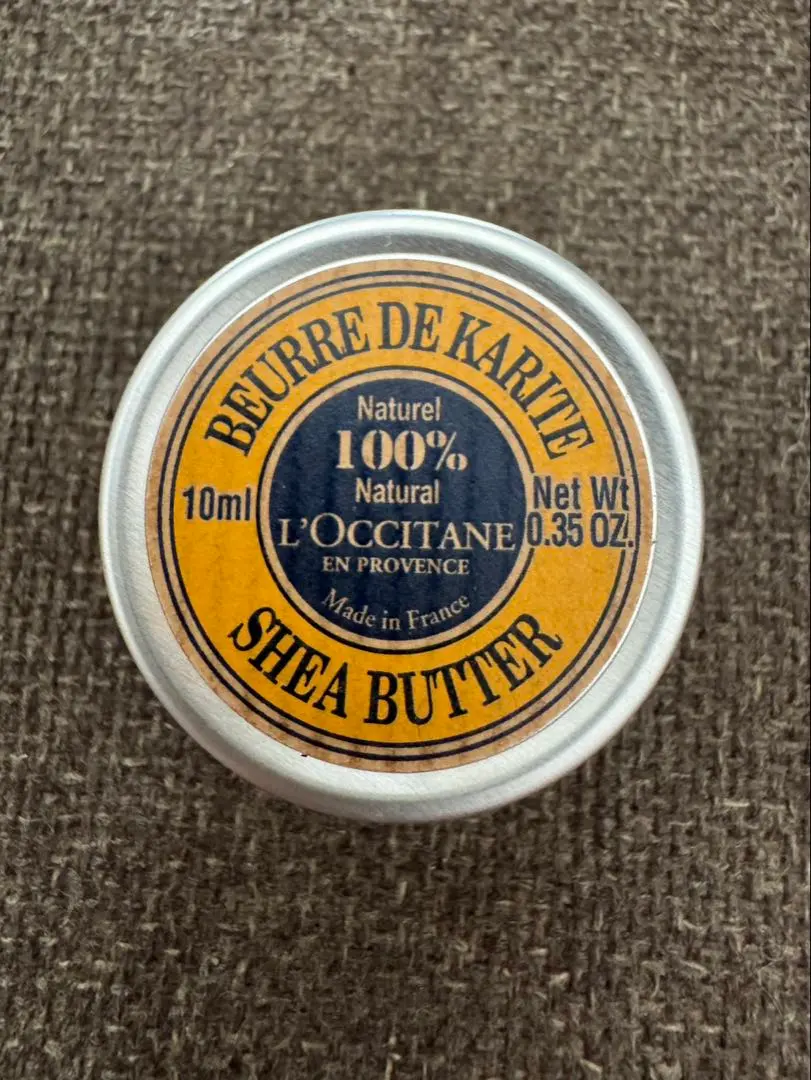 BEURRE DE KARITE
Naturel
100%
Natural
10ml
Net Wt
0.35 OZ.
L'OCCITANE
EN PROVENCE
Made in France
SHEA BUTTER